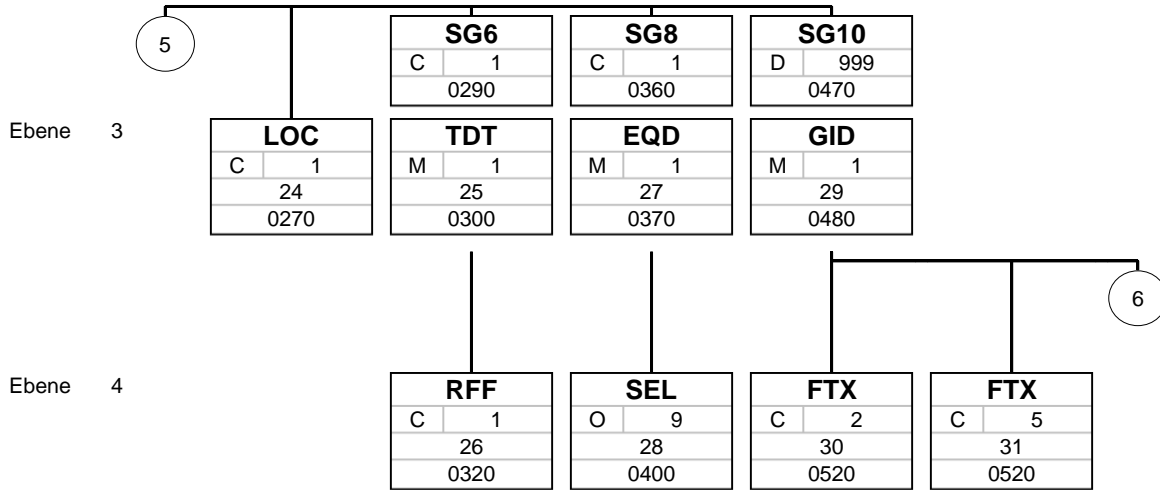 5
SG6
C 1
0290
SG8
C 1
0360
SG10
D 999
0470
Ebene 3
LOC
C 1
24
0270
TDT
M 1
25
0300
EQD
M 1
27
0370
GID
M 1
29
0480
6
Ebene 4
RFF
C 1
26
0320
SEL
O 9
28
0400
FTX
C 2
30
0520
FTX
C 5
31
0520